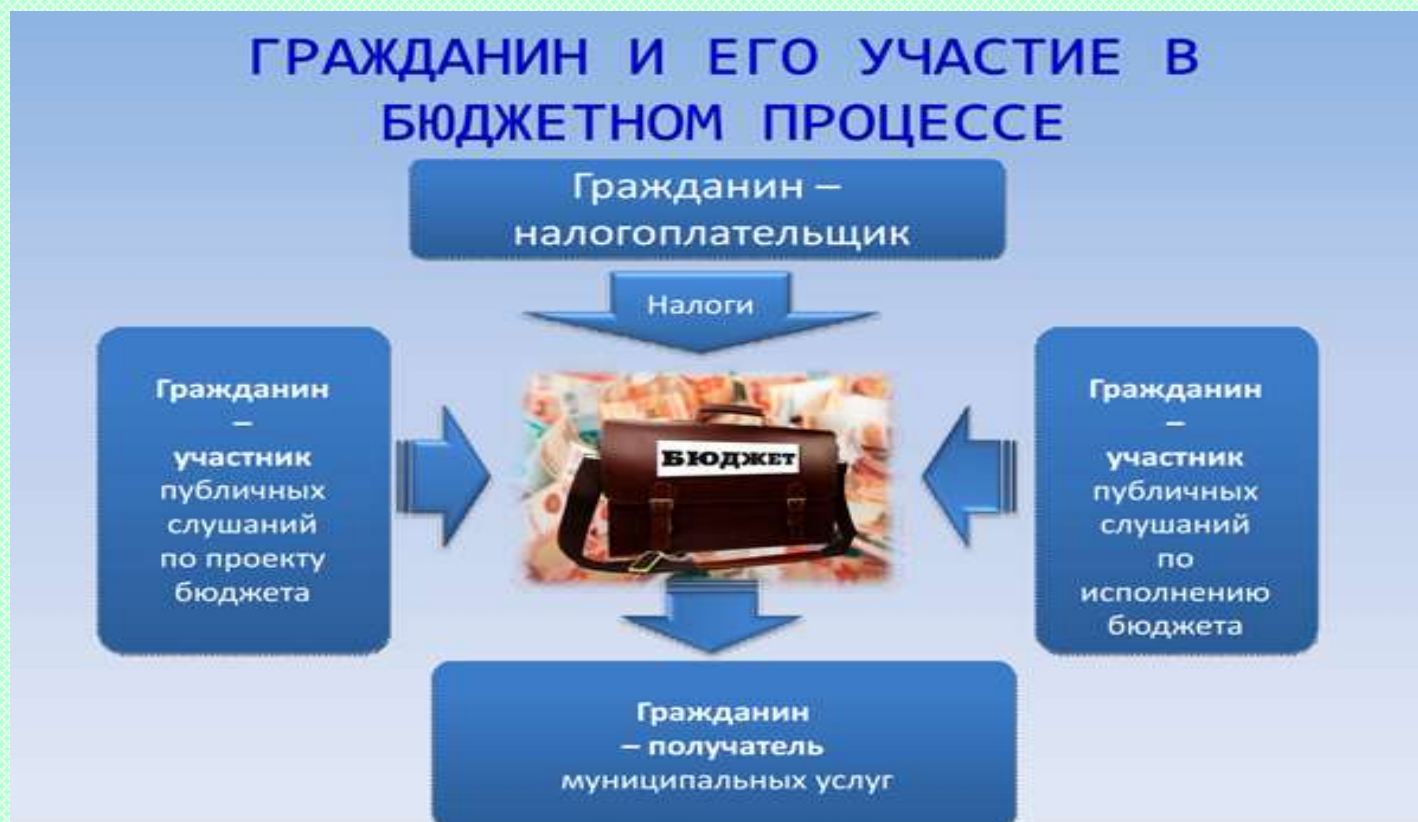 ГРАЖДАНИН И ЕГО УЧАСТИЕ В
БЮДЖЕТНОМ ПРОЦЕССЕ
Гражданин –
налогоплательщик
Налоги
Гражданин
–
участник
публичных
слушаний
по проекту
бюджета
БЮДЖЕТ
Гражданин
–
участник
публичных
слушаний
по
исполнению
бюджета
Гражданин
– получатель
муниципальных услуг